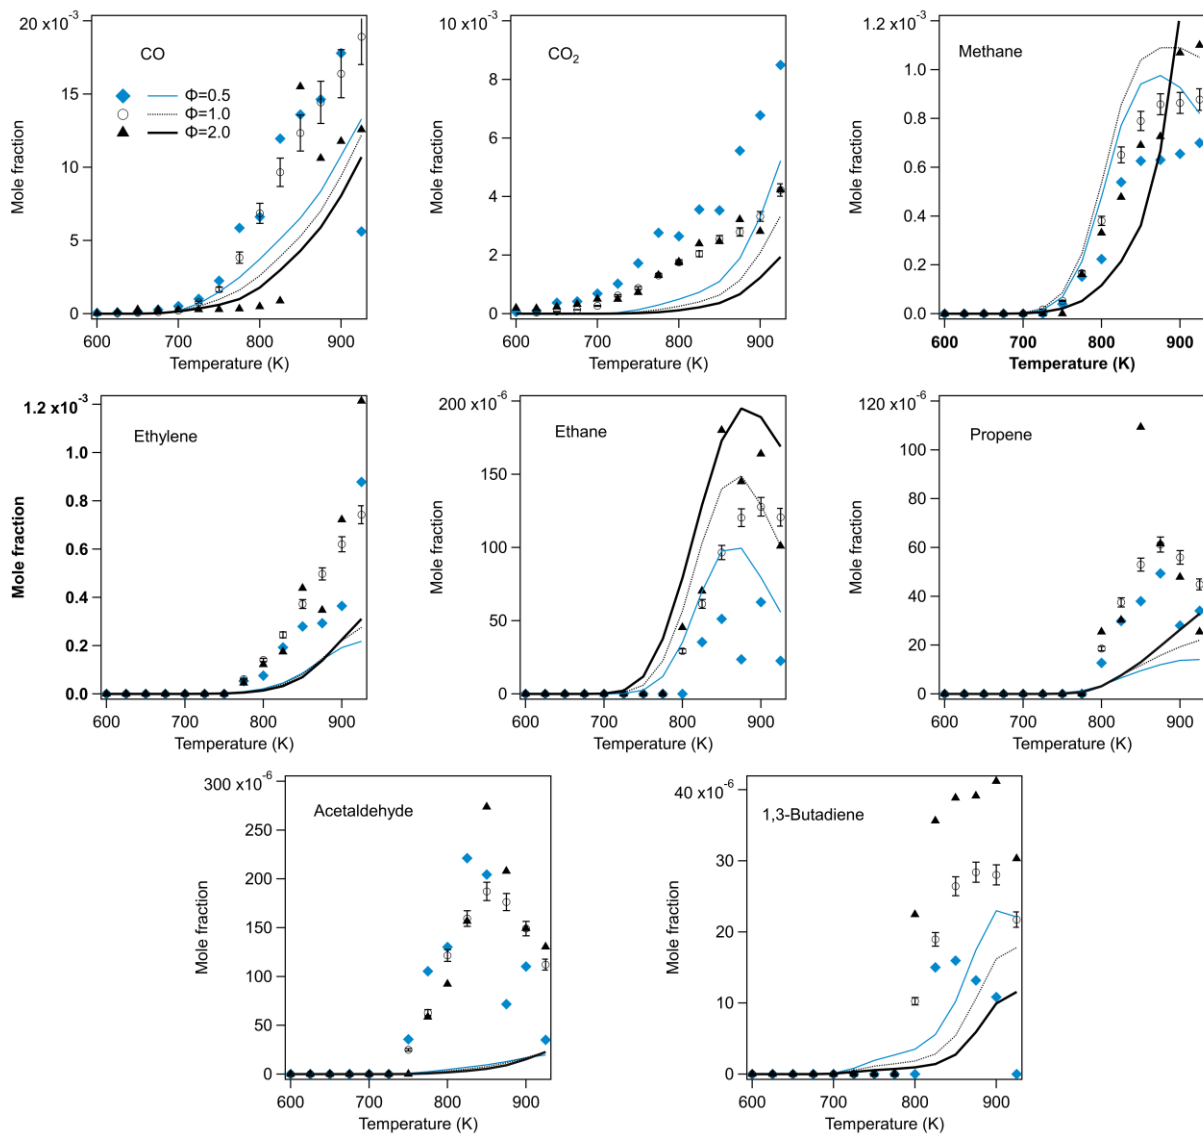 20 x10⁻³
15
10
5
0
Mole fraction
CO
Φ=0.5
Φ=1.0
Φ=2.0
600 700 800 900
Temperature (K)
10 x10⁻³
8
6
4
2
0
Mole fraction
CO₂
600 700 800 900
Temperature (K)
1.2 x10⁻³
1.0
0.8
0.6
0.4
0.2
0.0
Mole fraction
Methane
600 700 800 900
Temperature (K)
1.2 x10⁻³
1.0
0.8
0.6
0.4
0.2
0.0
Mole fraction
Ethylene
600 700 800 900
Temperature (K)
200 x10⁻⁶
150
100
50
0
Mole fraction
Ethane
600 700 800 900
Temperature (K)
120 x10⁻⁶
100
80
60
40
20
0
Mole fraction
Propene
600 700 800 900
Temperature (K)
300 x10⁻⁶
250
200
150
100
50
0
Mole fraction
Acetaldehyde
600 700 800 900
Temperature (K)
40 x10⁻⁶
30
20
10
0
Mole fraction
1,3-Butadiene
600 700 800 900
Temperature (K)